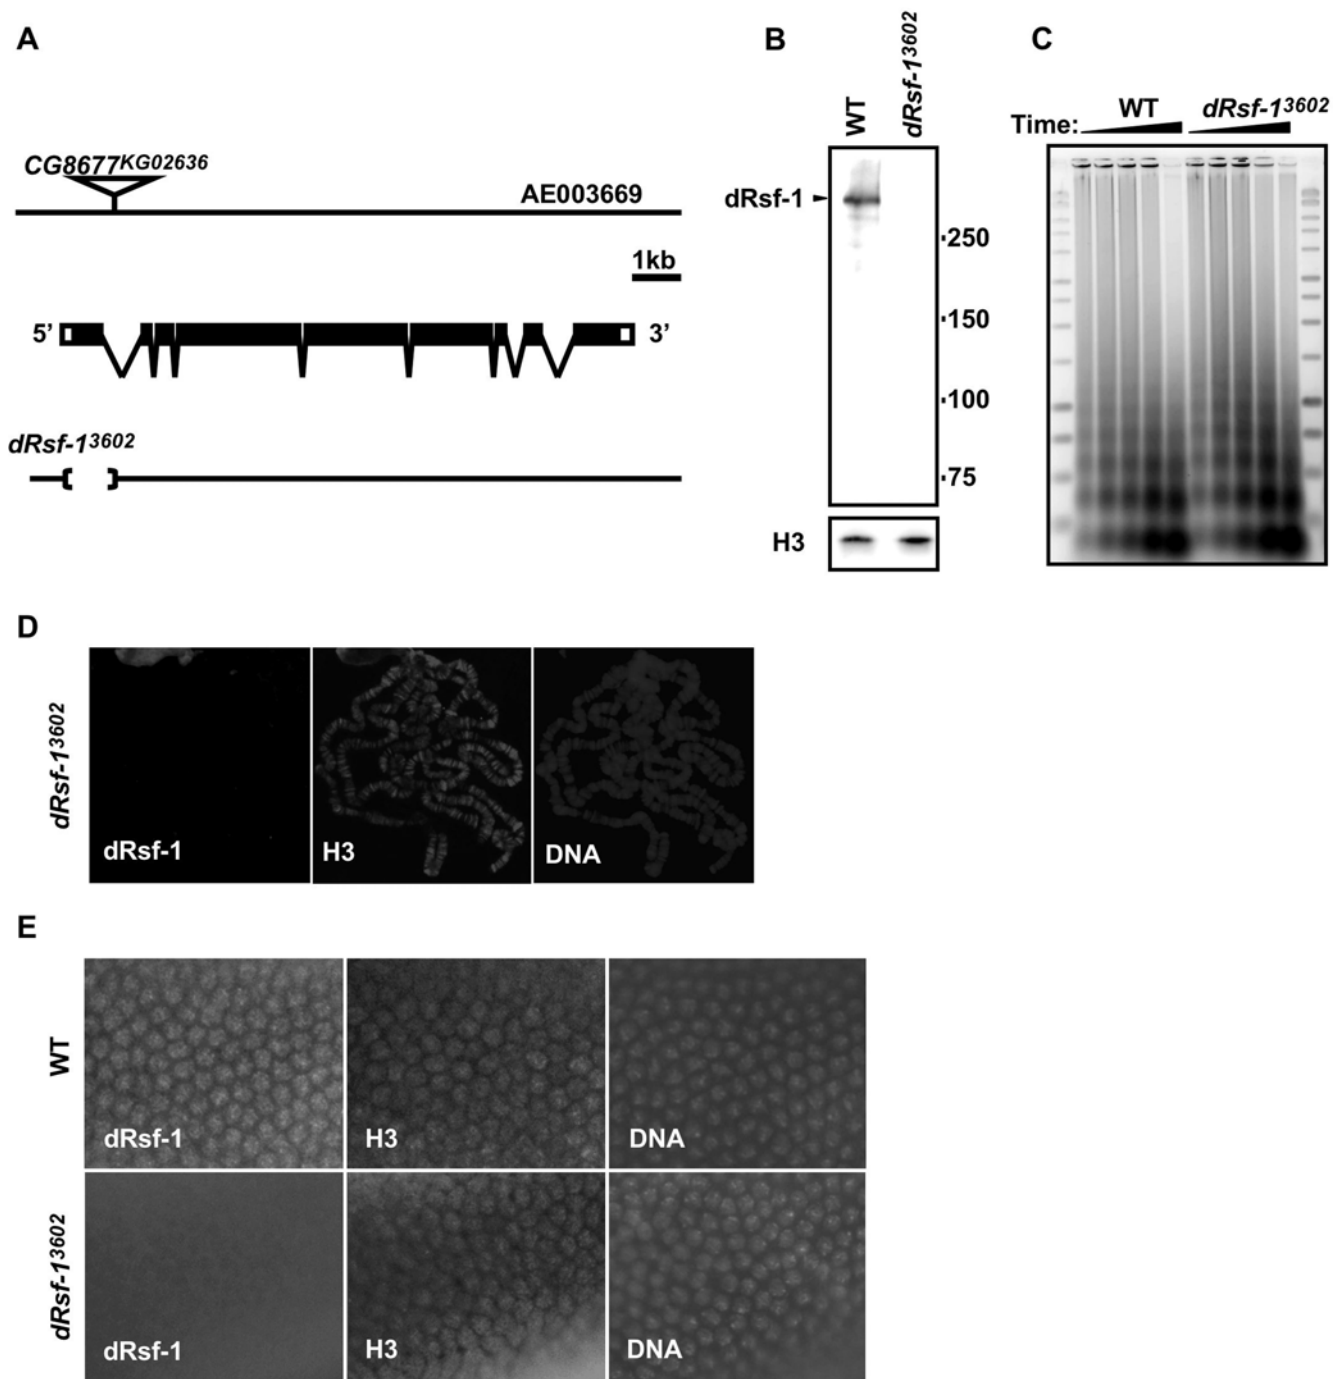 A
CG8677KG02636
AE003669
1kb
5’
3’
dRsf-13602
B
WT
dRsf-13602
dRsf-1
250
150
100
75
H3
C
WT
dRsf-13602
Time:
D
dRsf-13602
dRsf-1
H3
DNA
E
WT
dRsf-1
H3
DNA
dRsf-13602
dRsf-1
H3
DNA